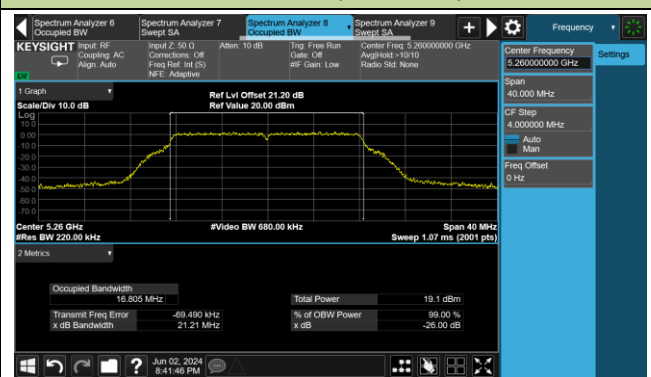 Spectrum Analyzer 6
Occupied BW
Spectrum Analyzer 7
Swept SA
Spectrum Analyzer 8
Occupied BW
Spectrum Analyzer 9
Swept SA
Frequency
KEYSIGHT
Input: RF
Coupling: AC
Align: Auto
Input Z: 50 Ω
Corrections: Off
Freq Ref: Int (S)
NFE: Adaptive
Atten: 10 dB
Trig: Free Run
Gate: Off
#IF Gain: Low
Center Freq: 5.260000000 GHz
Avg|Hold:>10/10
Radio Std: None
LXI
Center Frequency
5.260000000 GHz
Settings
Span
40.000 MHz
CF Step
4.000000 MHz
Auto
Man
Freq Offset
0 Hz
1 Graph
Scale/Div 10.0 dB
Ref Lvl Offset 21.20 dB
Ref Value 20.00 dBm
Log
10.0
0.00
-10.0
-20.0
-30.0
-40.0
-50.0
-60.0
-70.0
Center 5.26 GHz
#Video BW 680.00 kHz
Span 40 MHz
#Res BW 220.00 kHz
Sweep 1.07 ms (2001 pts)
2 Metrics
Occupied Bandwidth
16.805 MHz
Total Power 19.1 dBm
Transmit Freq Error -69.490 kHz
% of OBW Power 99.00 %
x dB Bandwidth 21.21 MHz
x dB -26.00 dB
Jun 02, 2024
8:41:46 PM